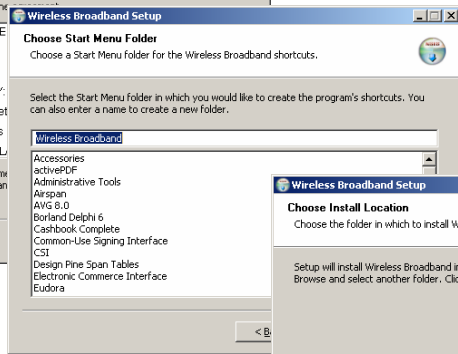 Wireless Broadband Setup
Choose Start Menu Folder
Choose a Start Menu folder for the Wireless Broadband shortcuts.
Select the Start Menu folder in which you would like to create the program's shortcuts. You
can also enter a name to create a new folder.
Wireless Broadband
Accessories
activePDF
Administrative Tools
Airspan
AVG 8.0
Borland Delphi 6
Cashbook Complete
Common-Use Signing Interface
CSI
Design Pine Span Tables
Electronic Commerce Interface
Eudora
< B
Wireless Broadband Setup
Choose Install Location
Choose the folder in which to install W
Setup will install Wireless Broadband i
Browse and select another folder. Clic